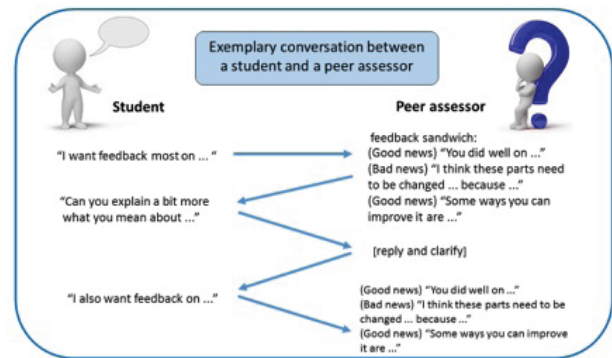 Exemplary conversation between
a student and a peer assessor
Student
Peer assessor
"I want feedback most on ... "
feedback sandwich:
(Good news) "You did well on ..."
(Bad news) "I think these parts need
to be changed ... because ..."
(Good news) "Some ways you can
improve it are ..."
"Can you explain a bit more
what you mean about ..."
[reply and clarify]
"I also want feedback on ..."
(Good news) "You did well on ..."
(Bad news) "I think these parts need to be
changed ... because ..."
(Good news) "Some ways you can improve
it are ..."